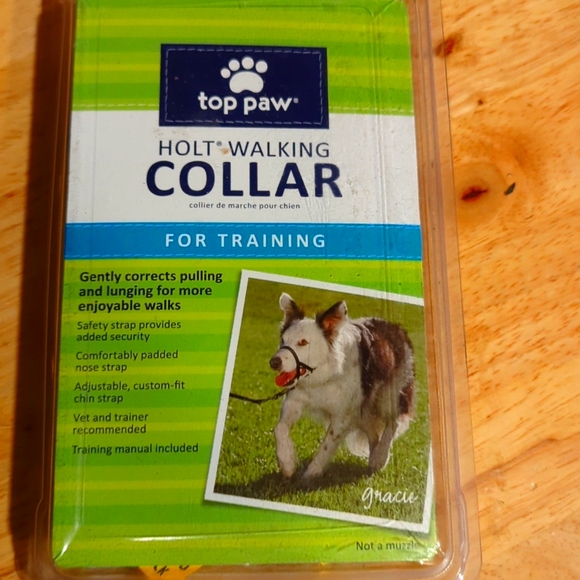 top paw®
HOLT® WALKING
COLLAR
collier de marche pour chien
FOR TRAINING
Gently corrects pulling
and lunging for more
enjoyable walks
Safety strap provides
added security
Comfortably padded
nose strap
Adjustable, custom-fit
chin strap
Vet and trainer
recommended
Training manual included
gracie
Not a muzzle